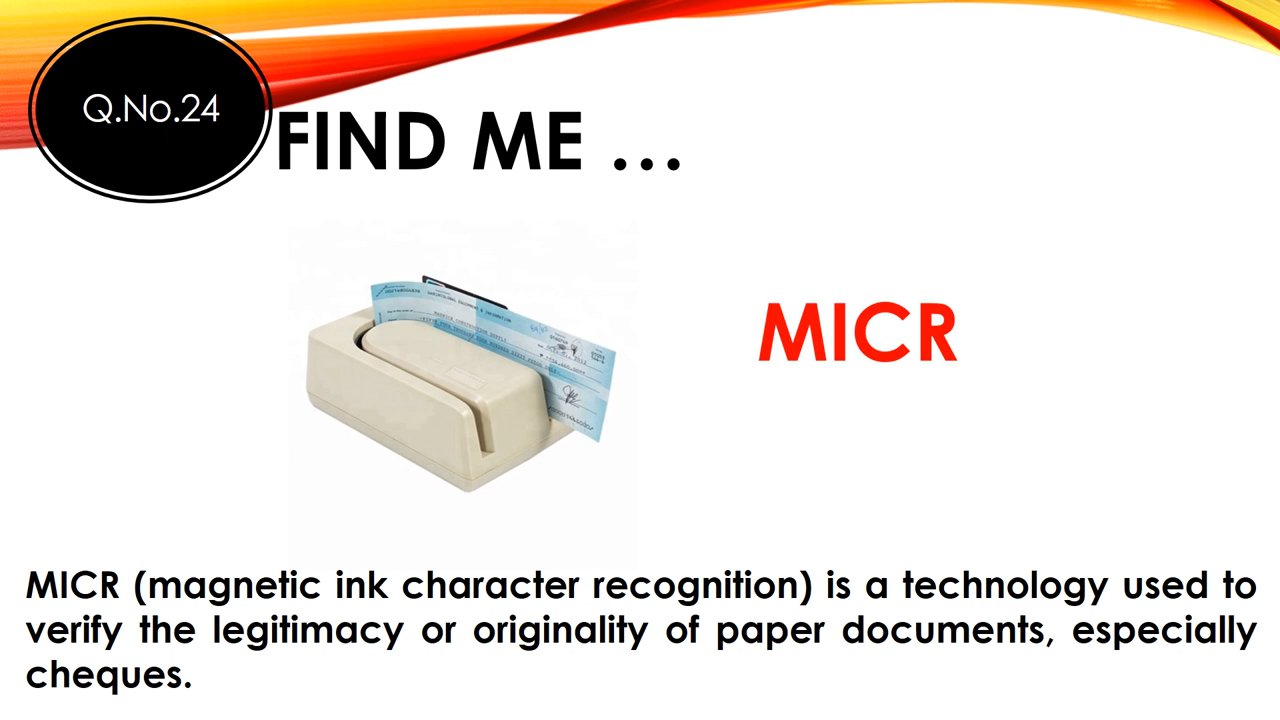 Q.No.24
FIND ME ...
MICR
MICR (magnetic ink character recognition) is a technology used to
verify the legitimacy or originality of paper documents, especially
cheques.